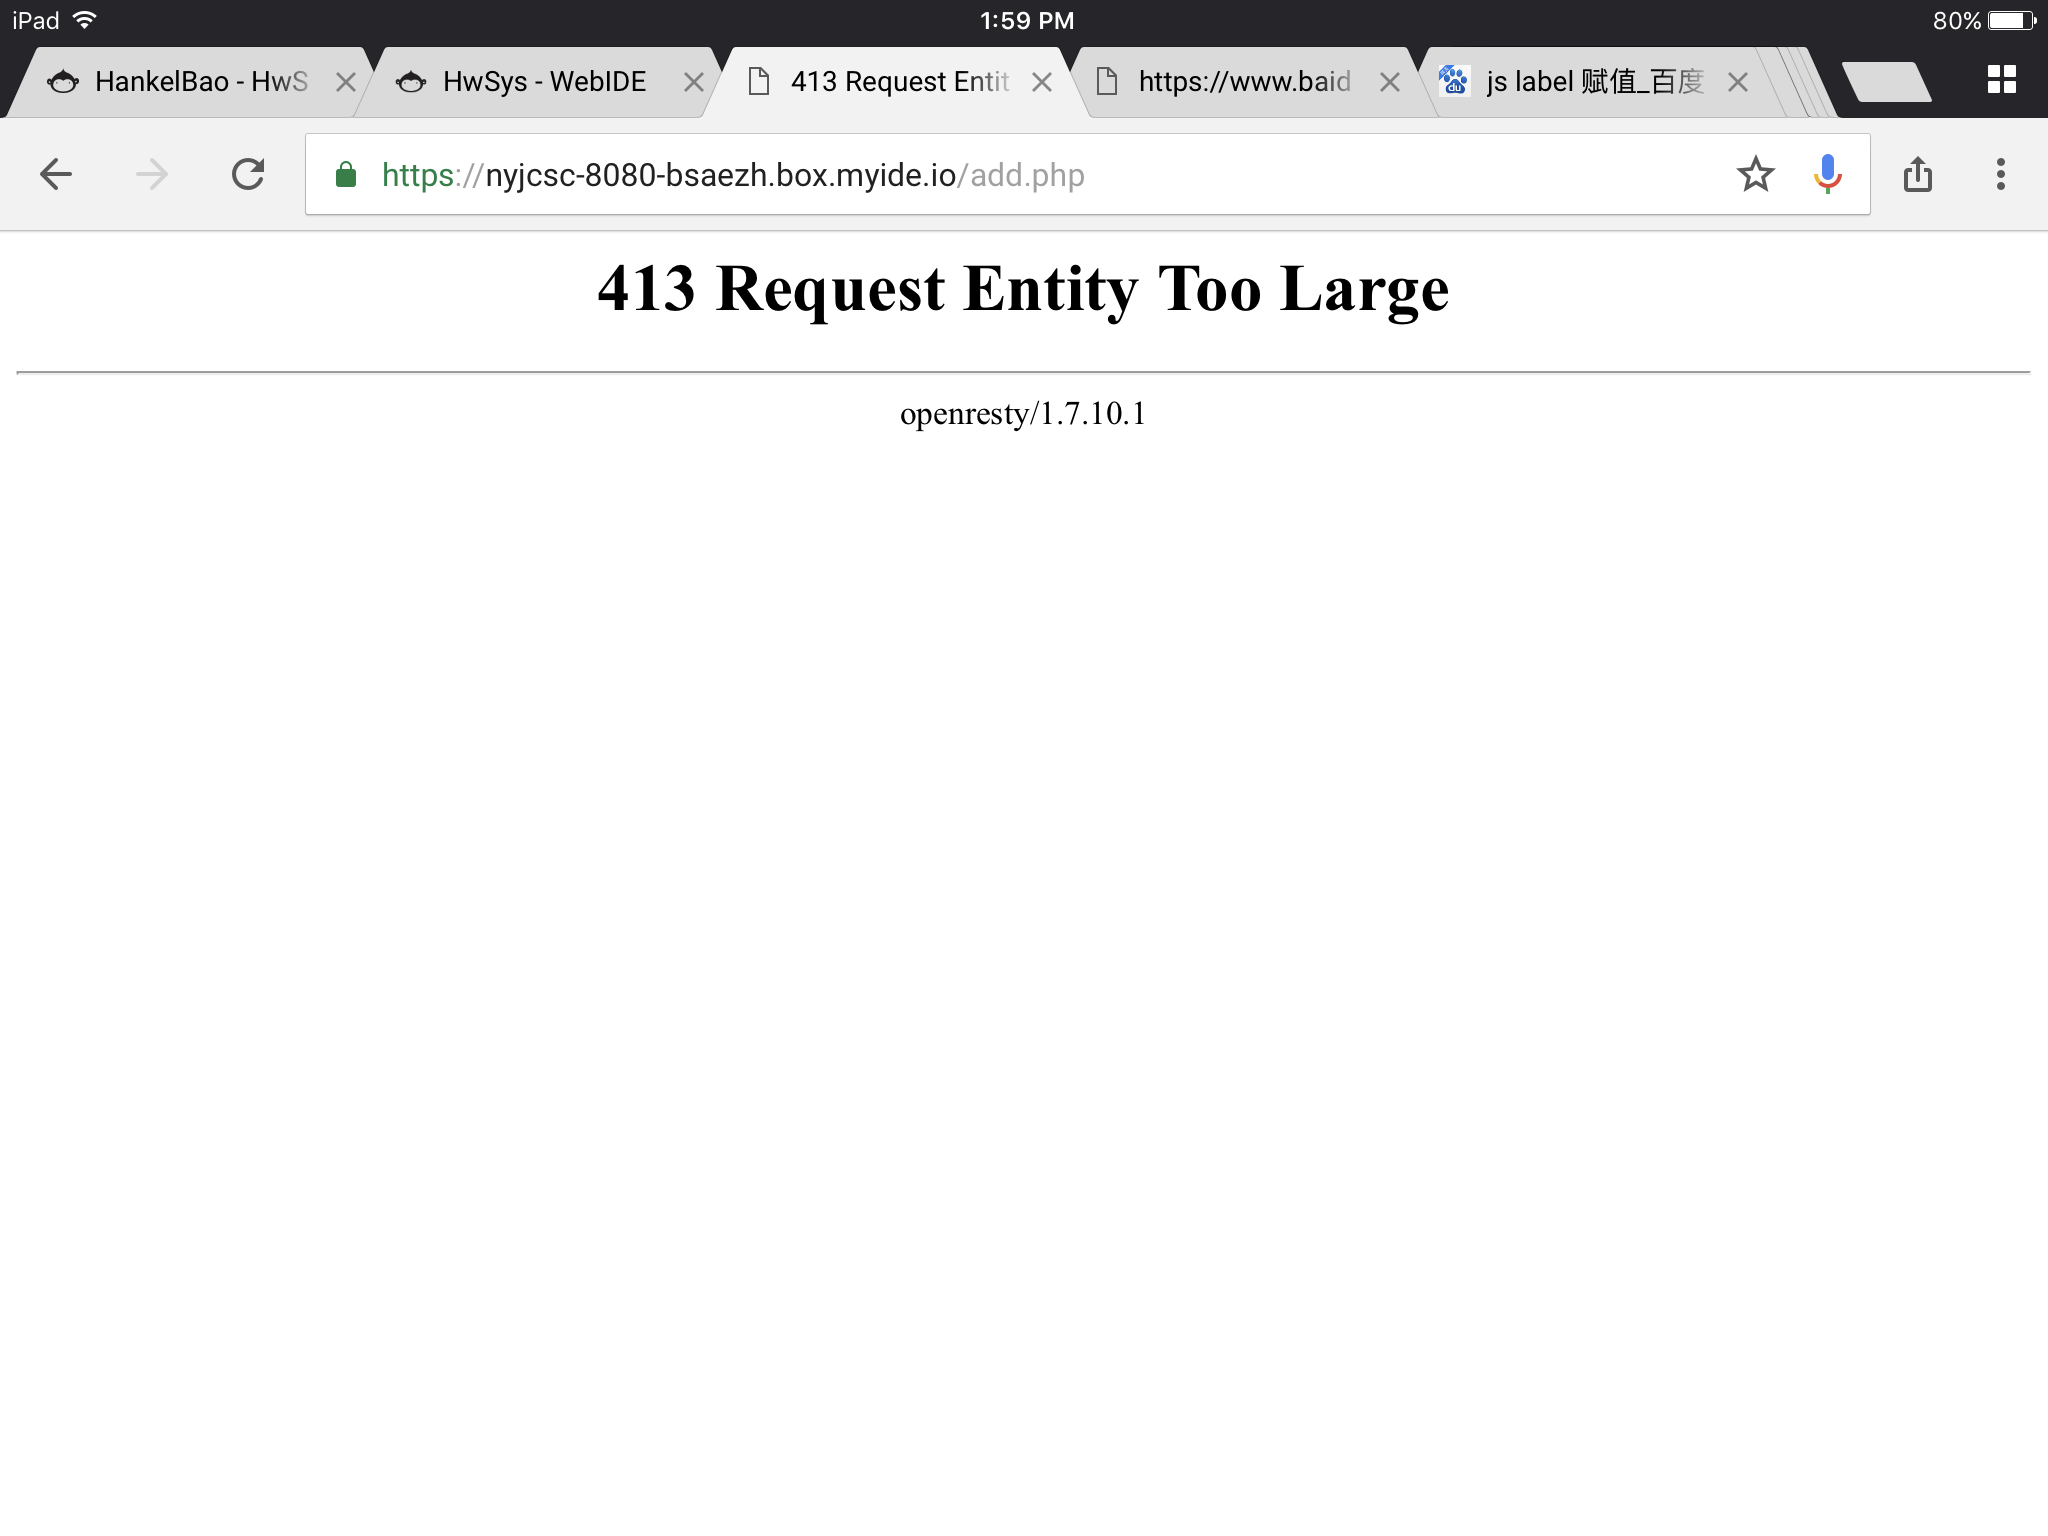 iPad 1:59 PM 80%
HankelBao - HwS HwSys - WebIDE 413 Request Entit https://www.baid js label 赋值_百度
https://nyjcsc-8080-bsaezh.box.myide.io/add.php
413 Request Entity Too Large
openresty/1.7.10.1